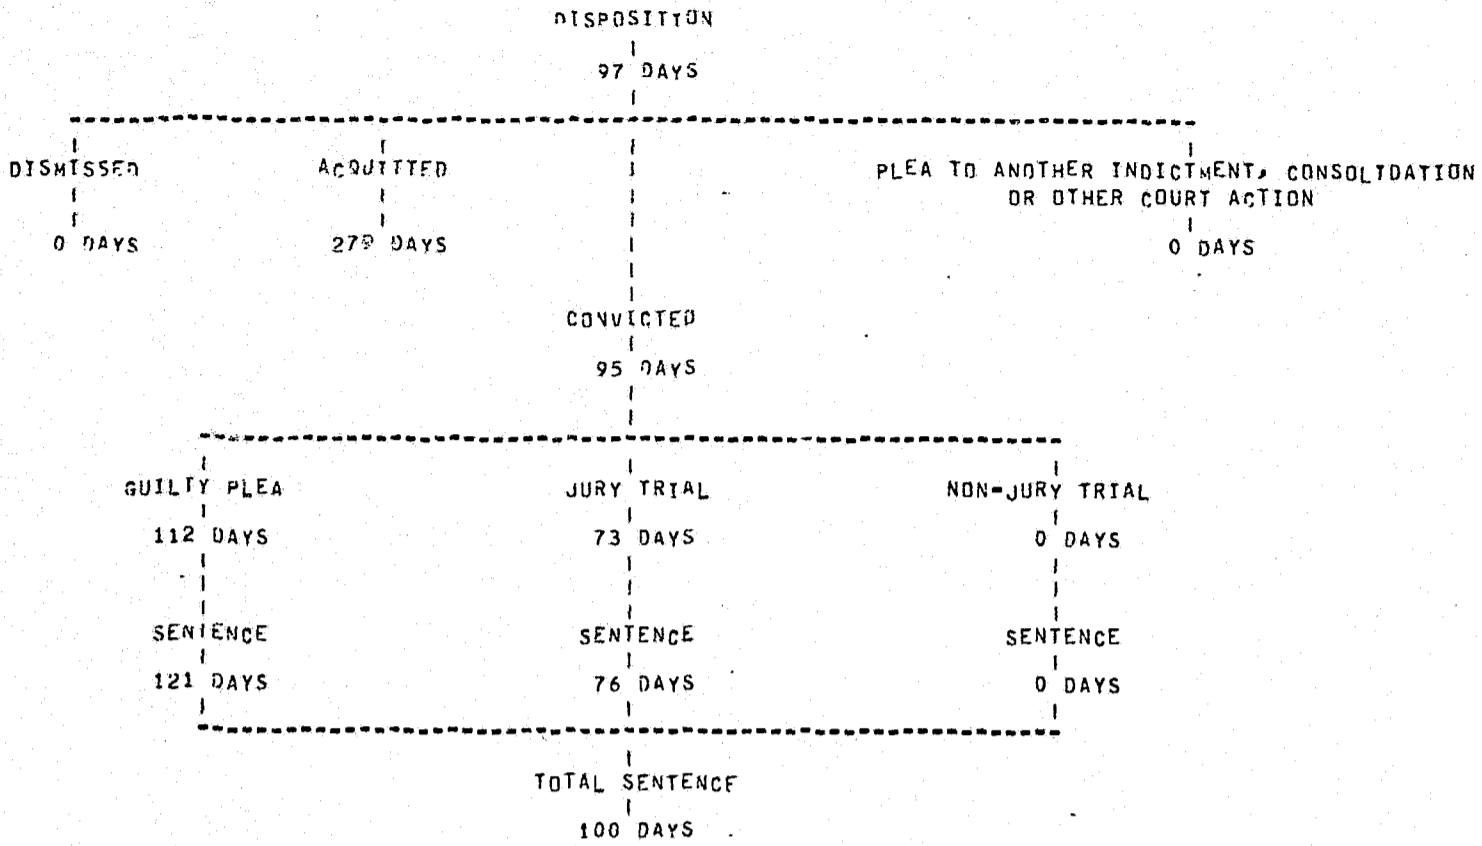 DISPOSITION
97 DAYS
DISMISSED ACQUITTED PLEA TO ANOTHER INDICTMENT, CONSOLIDATION
OR OTHER COURT ACTION
0 DAYS DAYS 0 DAYS
CONVICTED
95 DAYS
GUILTY PLEA JURY TRIAL NON-JURY TRIAL
112 DAYS 73 DAYS 0 DAYS
SENTENCE SENTENCE SENTENCE
121 DAYS 76 DAYS 0 DAYS
TOTAL SENTENCE
100 DAYS